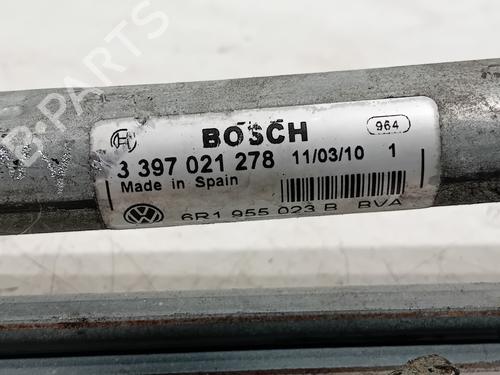 B-PARTS
BOSCH
964
3 397 021 278 11/03/10 1
Made in Spain
6R1 955 023 B BVA